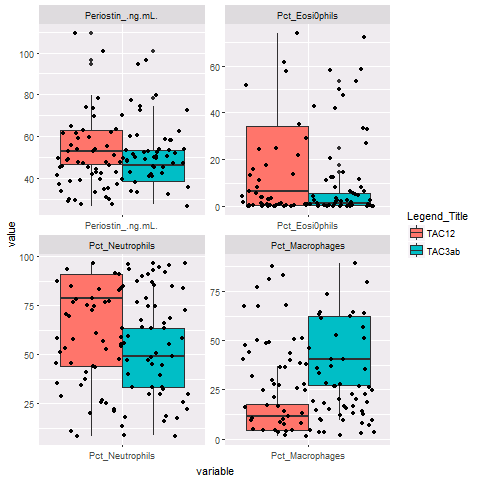 Periostin_.ng.mL.
Pct_Eosi0phils
100
80
60
40
60
40
20
0
Periostin_.ng.mL.
Pct_Eosi0phils
Pct_Neutrophils
Pct_Macrophages
100
75
50
25
75
50
25
0
Pct_Neutrophils
Pct_Macrophages
value
variable
Legend_Title
TAC12
TAC3ab